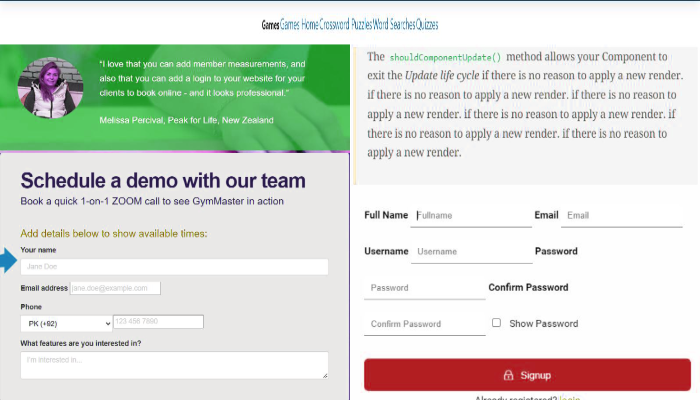 Games Games Home Crossword Puzzles Word Searches Quizzes
"I love that you can add member measurements, and
also that you can add a login to your website for your
clients to book online - and it looks professional."
Melissa Percival, Peak for Life, New Zealand
Schedule a demo with our team
Book a quick 1-on-1 ZOOM call to see GymMaster in action
Add details below to show available times:
Your name
Jane Doe
Email address jane.doe@example.com
Phone
PK (+92) 123 456 7890
What features are you interested in?
I'm interested in...
The shouldComponentUpdate() method allows your Component to
exit the Update life cycle if there is no reason to apply a new render.
if there is no reason to apply a new render. if there is no reason to
apply a new render. if there is no reason to apply a new render. if
there is no reason to apply a new render. if there is no reason to
apply a new render.
Full Name Fullname Email Email
Username Username Password
Password Confirm Password
Confirm Password Show Password
Signup
Already registered? login